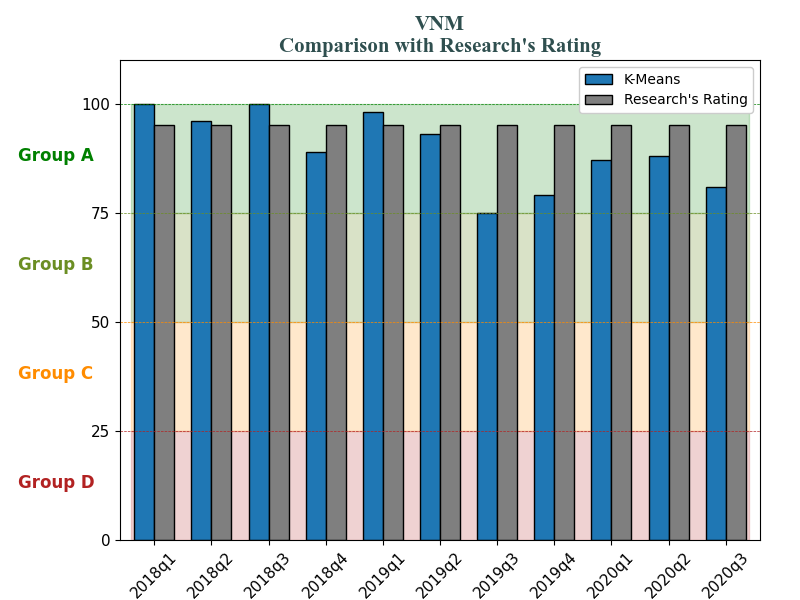 VNM
Comparison with Research's Rating
K-Means
Research's Rating
100
Group A
75
Group B
50
Group C
25
Group D
0
2018q1
2018q2
2018q3
2018q4
2019q1
2019q2
2019q3
2019q4
2020q1
2020q2
2020q3